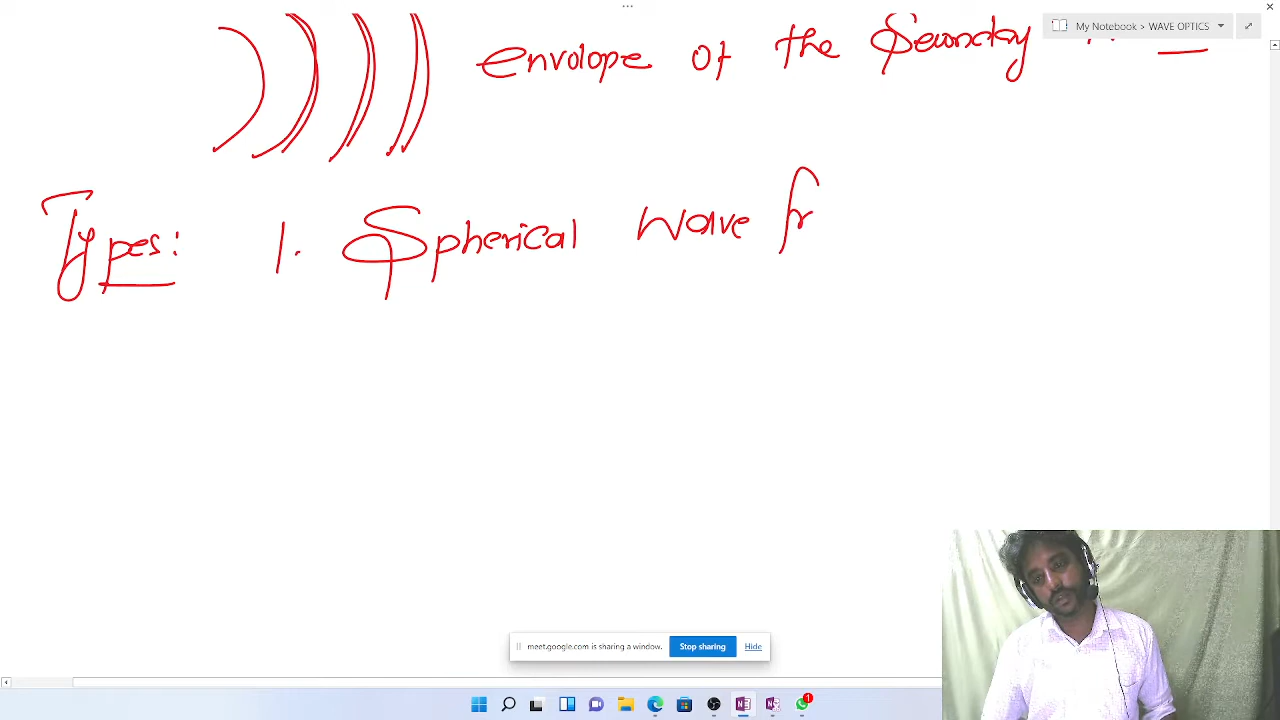 My Notebook > WAVE OPTICS
envolope of the Secondary
Types: 1. Spherical Wave fr
meet.google.com is sharing a window. Stop sharing Hide
1